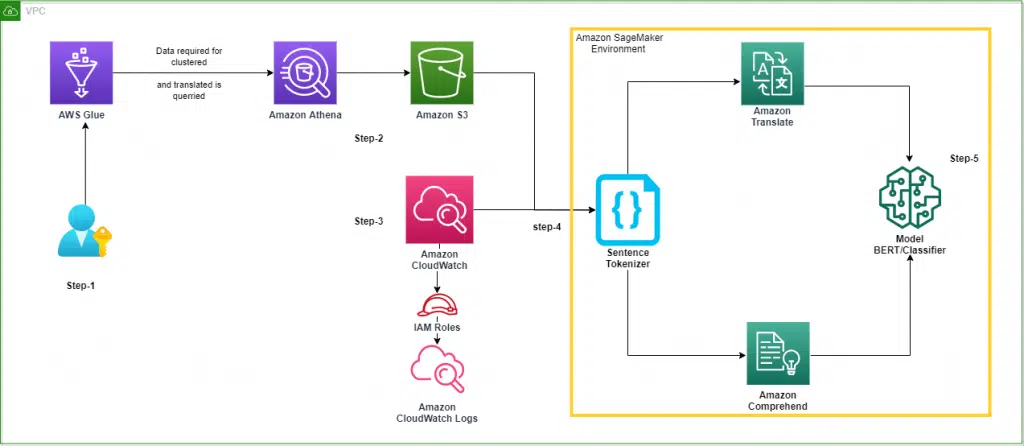 VPC
Data required for
clustered
and translated is
querried
AWS Glue
Amazon Athena
Amazon S3
Step-1
Step-2
Step-3
Amazon
CloudWatch
IAM Roles
Amazon
CloudWatch Logs
step-4
Amazon SageMaker
Environment
Sentence
Tokenizer
Amazon
Translate
Step-5
Model
BERT/Classifier
Amazon
Comprehend